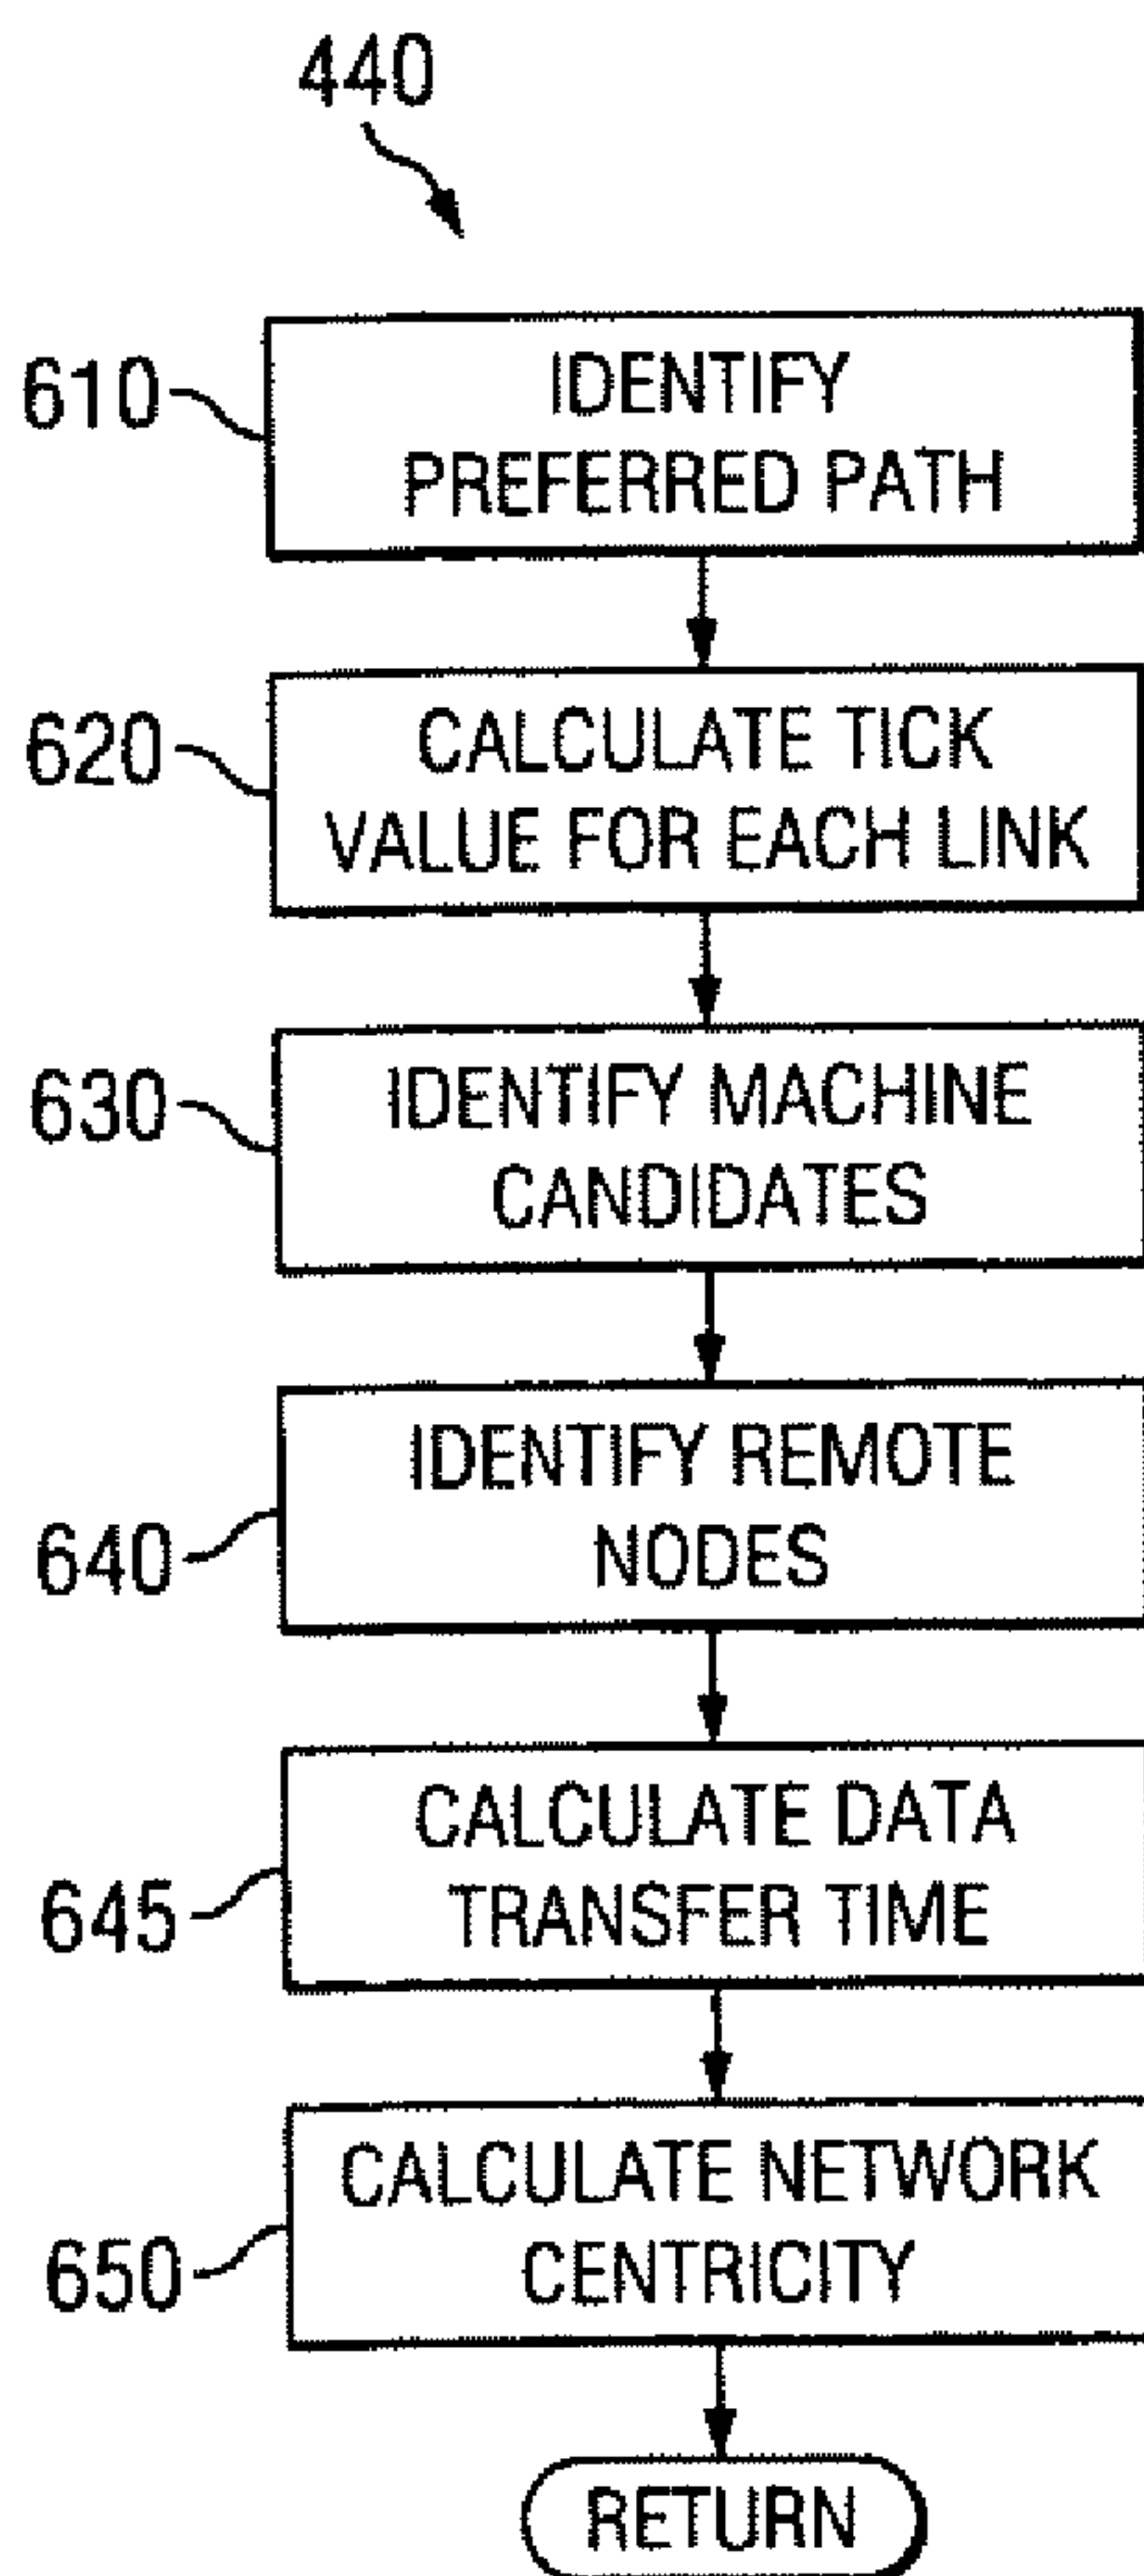 440
610
IDENTIFY
PREFERRED PATH
620
CALCULATE TICK
VALUE FOR EACH LINK
630
IDENTIFY MACHINE
CANDIDATES
640
IDENTIFY REMOTE
NODES
645
CALCULATE DATA
TRANSFER TIME
650
CALCULATE NETWORK
CENTRICITY
RETURN